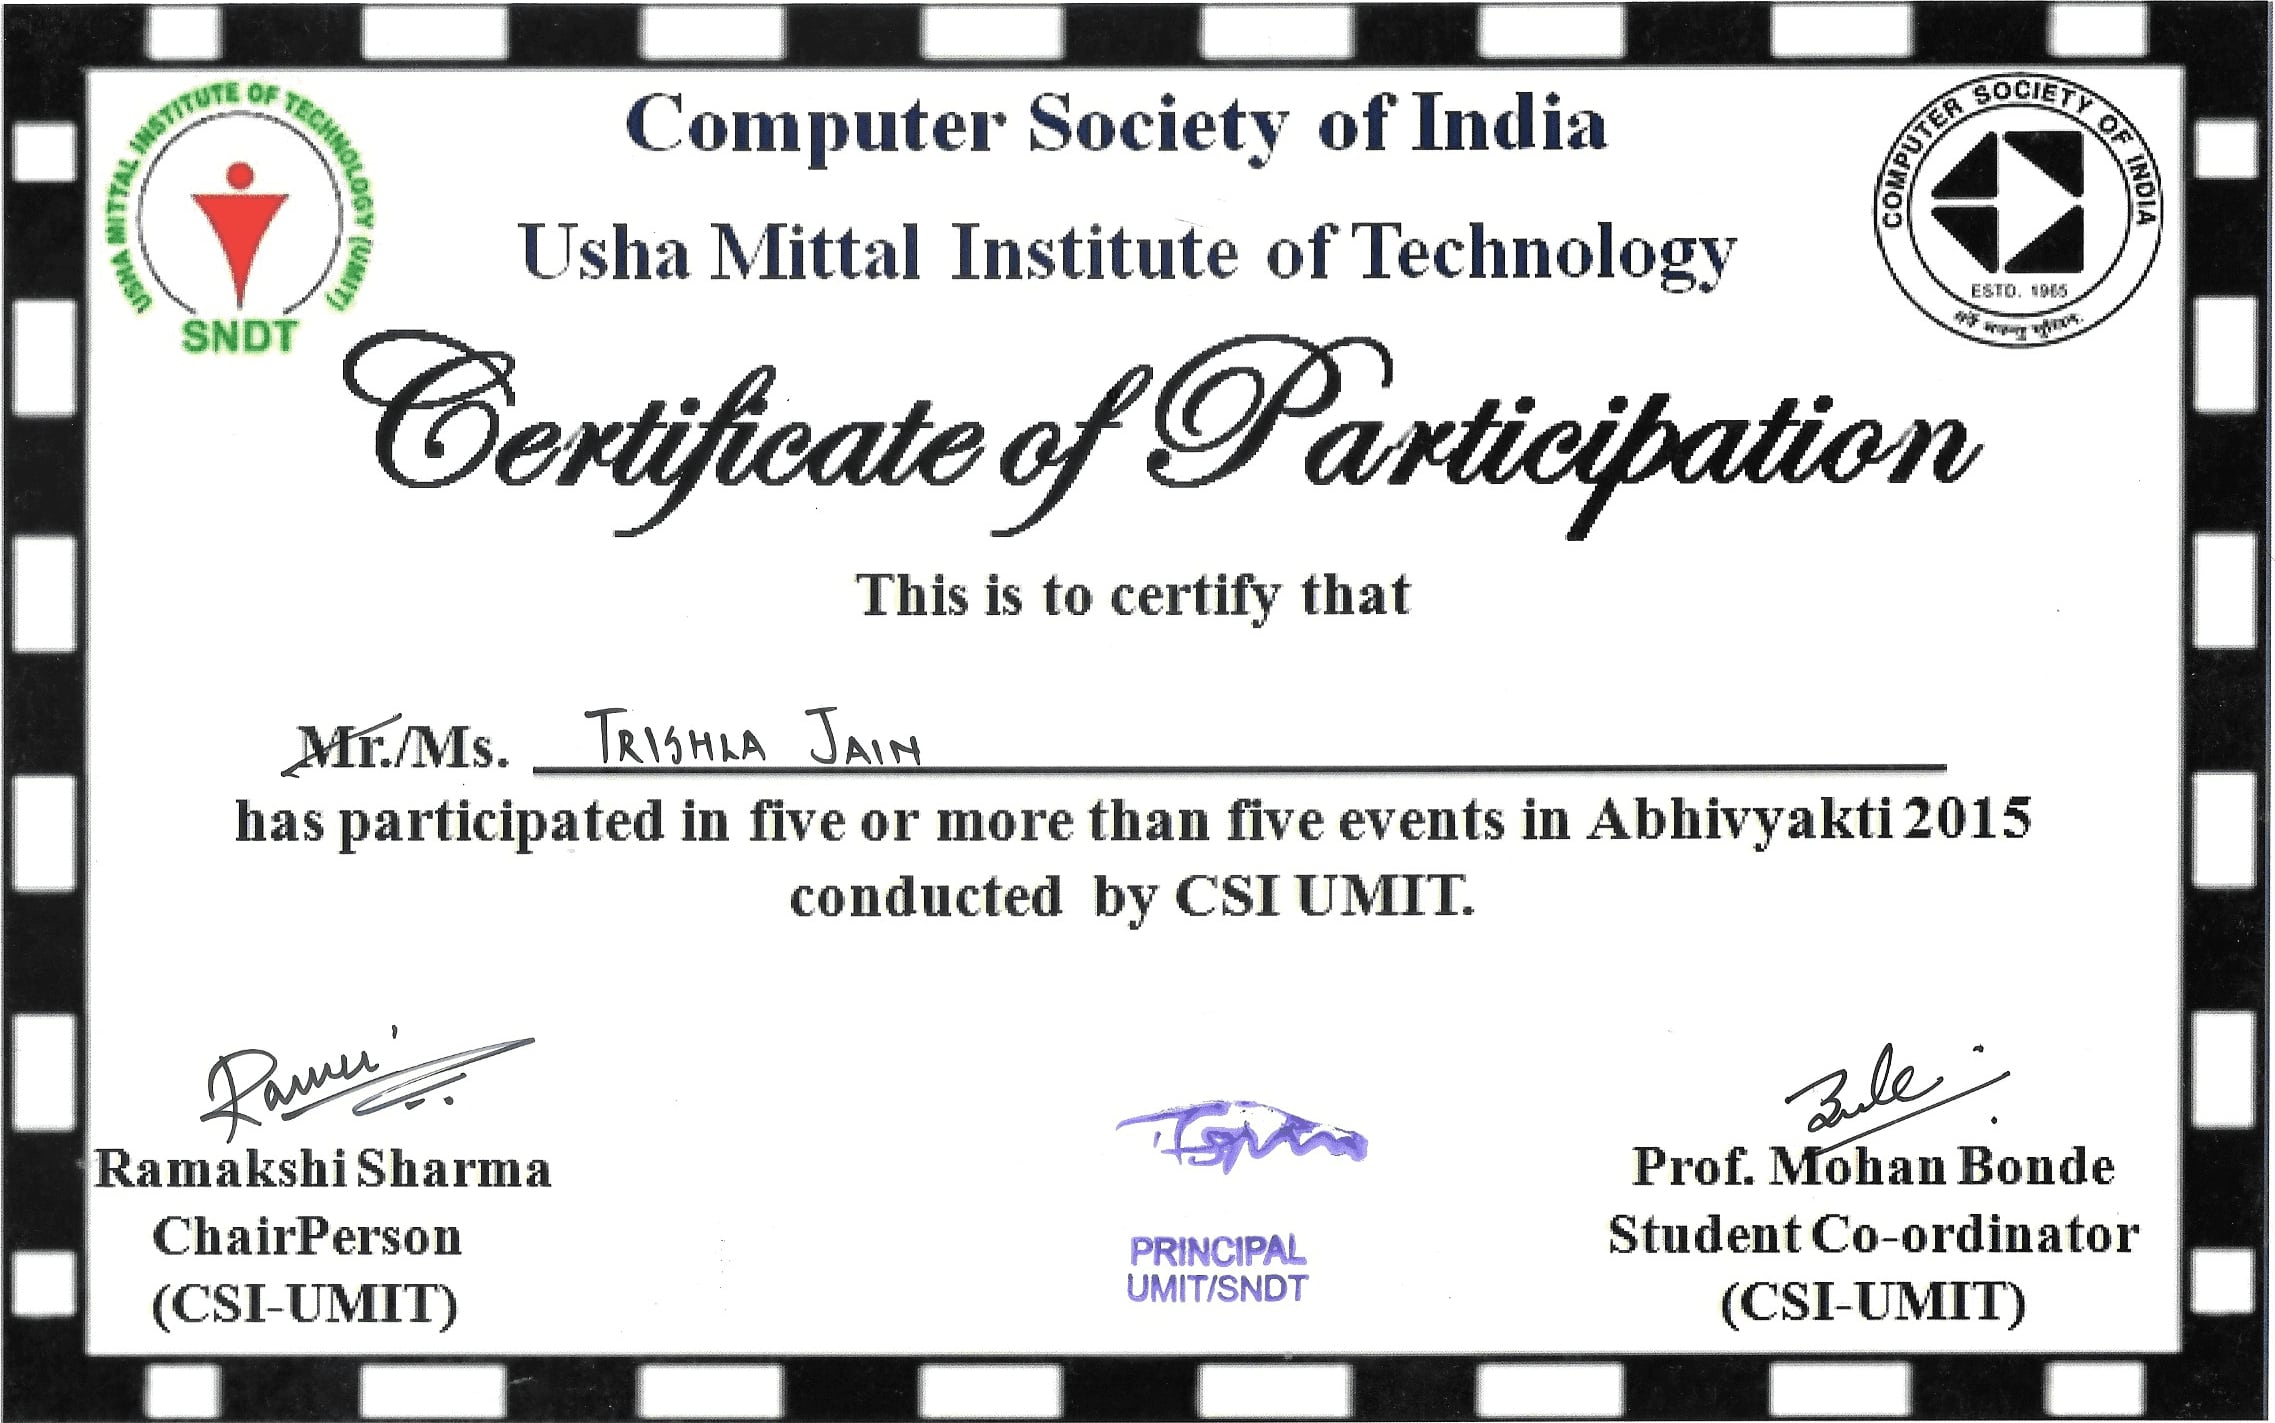 USHA MITTAL INSTITUTE OF TECHNOLOGY (UMIT)
SNDT
Computer Society of India
Usha Mittal Institute of Technology
COMPUTER SOCIETY OF INDIA
ESTD. 1965
Certificate of Participation
This is to certify that
Mr./Ms. TRISHLA JAIN
has participated in five or more than five events in Abhivyakti 2015
conducted by CSI UMIT.
Ramakshi Sharma
ChairPerson
(CSI-UMIT)
PRINCIPAL
UMIT/SNDT
Prof. Mohan Bonde
Student Co-ordinator
(CSI-UMIT)